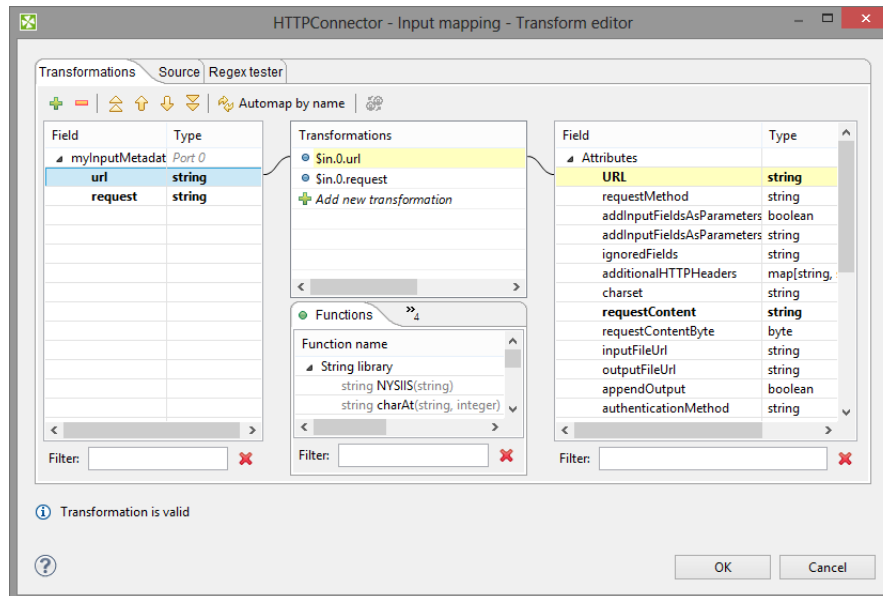 HTTPConnector - Input mapping - Transform editor
Transformations Source Regex tester
Automap by name
Field Type
myInputMetadat Port 0
url string
request string
Filter:
Transformations
$in.0.url
$in.0.request
Add new transformation
Functions »4
Function name
String library
string NYSIIS(string)
string charAt(string, integer)
Filter:
Field Type
Attributes
URL string
requestMethod string
addInputFieldsAsParameters boolean
addInputFieldsAsParameters string
ignoredFields string
additionalHTTPHeaders map[string,
charset string
requestContent string
requestContentByte byte
inputFileUrl string
outputFileUrl string
appendOutput boolean
authenticationMethod string
Filter:
Transformation is valid
OK Cancel